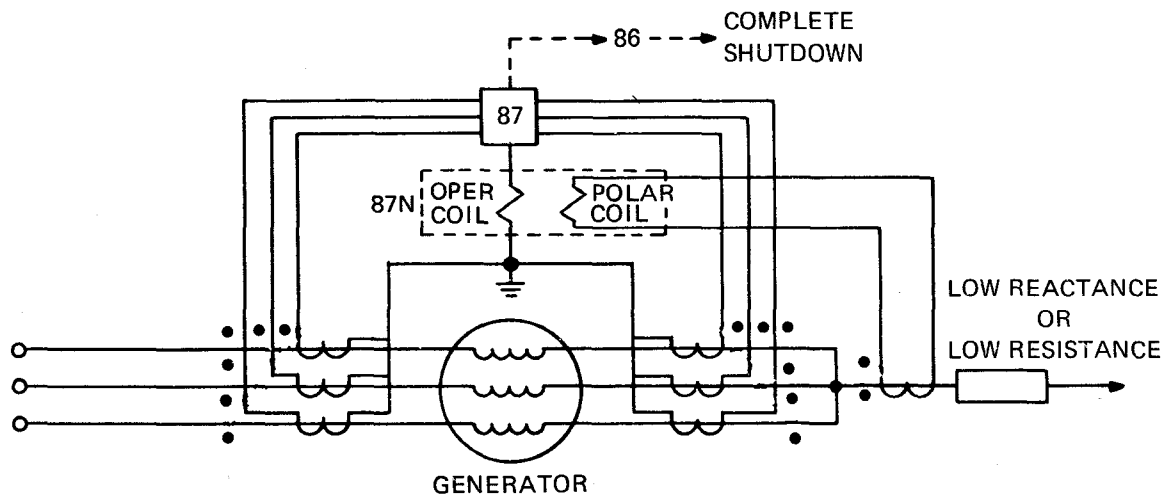 86
COMPLETE
SHUTDOWN
87
87N
OPER
COIL
POLAR
COIL
LOW REACTANCE
OR
LOW RESISTANCE
GENERATOR